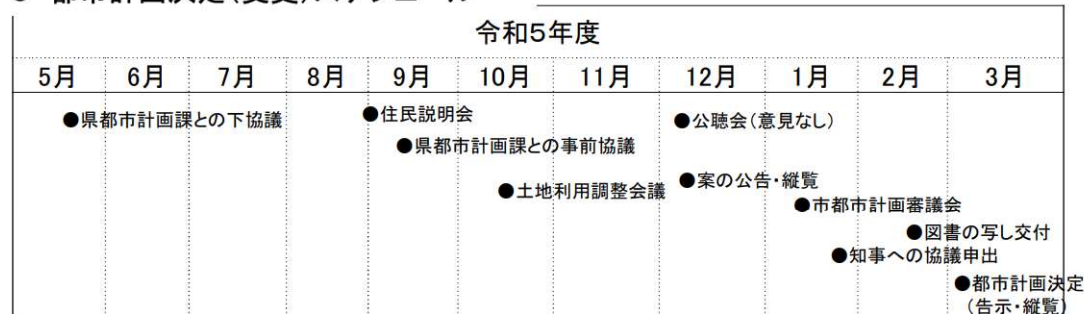 令和5年度
5月 6月 7月 8月 9月 10月 11月 12月 1月 2月 3月
●県都市計画課との下協議
●住民説明会
●公聴会(意見なし)
●県都市計画課との事前協議
●案の公告・縦覧
●土地利用調整会議
●市都市計画審議会
●図書の写し交付
●知事への協議申出
●都市計画決定
(告示・縦覧)